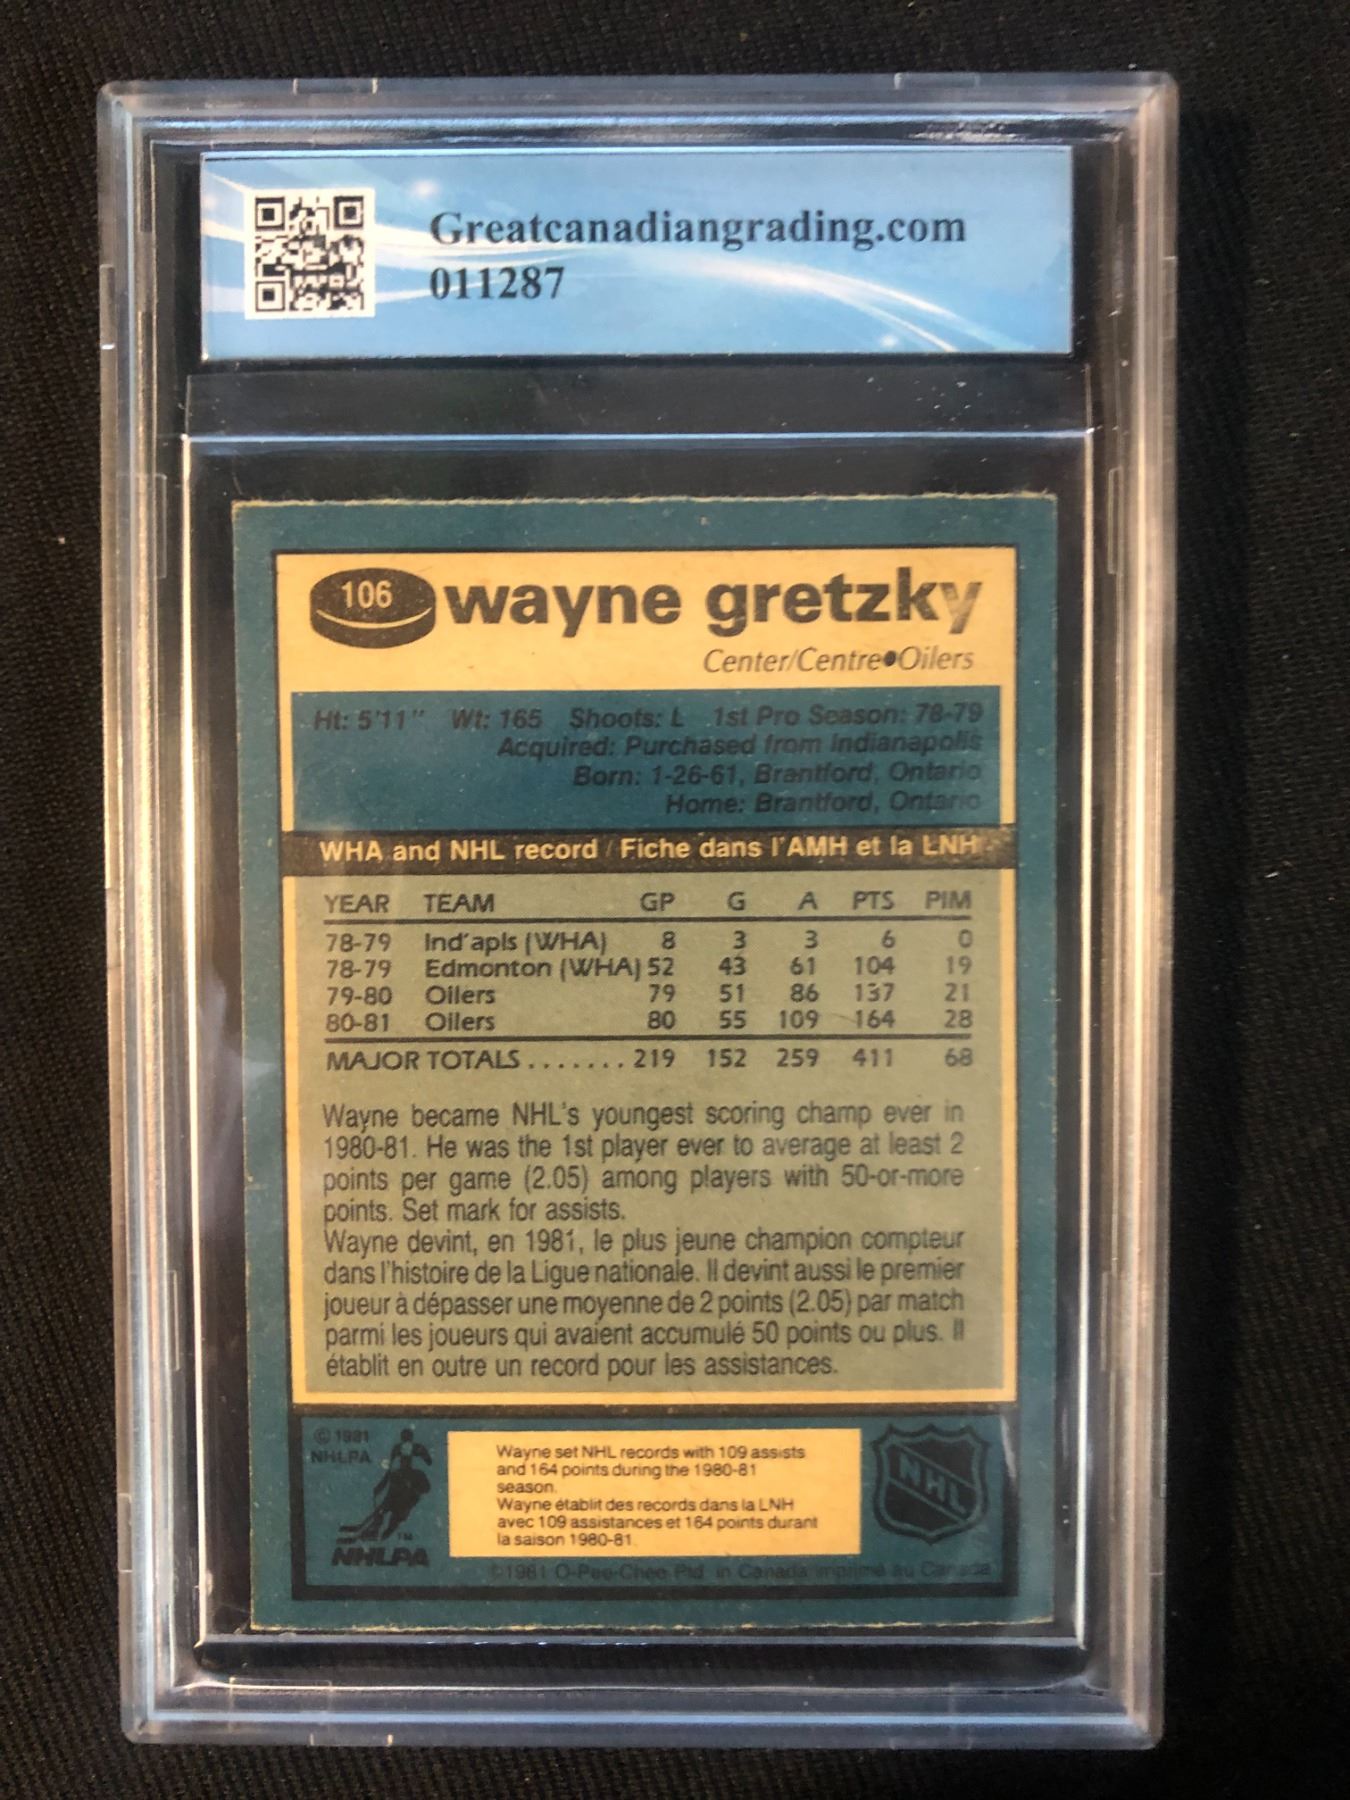 Greatcanadiangrading.com
011287
106 wayne gretzky
Center/Centre●Oilers
Ht: 5'11" Wt: 165 Shoots: L 1st Pro Season: 78-79
Acquired: Purchased from Indianapolis
Born: 1-26-61, Brantford, Ontario
Home: Brantford, Ontario
WHA and NHL record / Fiche dans l'AMH et la LNH
YEAR TEAM GP G A PTS PIM
78-79 Ind'apls (WHA) 8 3 3 6 0
78-79 Edmonton (WHA) 52 43 61 104 19
79-80 Oilers 79 51 86 137 21
80-81 Oilers 80 55 109 164 28
MAJOR TOTALS ....... 219 152 259 411 68
Wayne became NHL's youngest scoring champ ever in
1980-81. He was the 1st player ever to average at least 2
points per game (2.05) among players with 50-or-more
points. Set mark for assists.
Wayne devint, en 1981, le plus jeune champion compteur
dans l'histoire de la Ligue nationale. Il devint aussi le premier
joueur à dépasser une moyenne de 2 points (2.05) par match
parmi les joueurs qui avaient accumulé 50 points ou plus. Il
établit en outre un record pour les assistances.
© 1981
NHLPA
TM
NHLPA
Wayne set NHL records with 109 assists
and 164 points during the 1980-81
season.
Wayne établit des records dans la LNH
avec 109 assistances et 164 points durant
la saison 1980-81.
NHL
©1981 O-Pee-Chee Ptd. in Canada imprimé au Canada